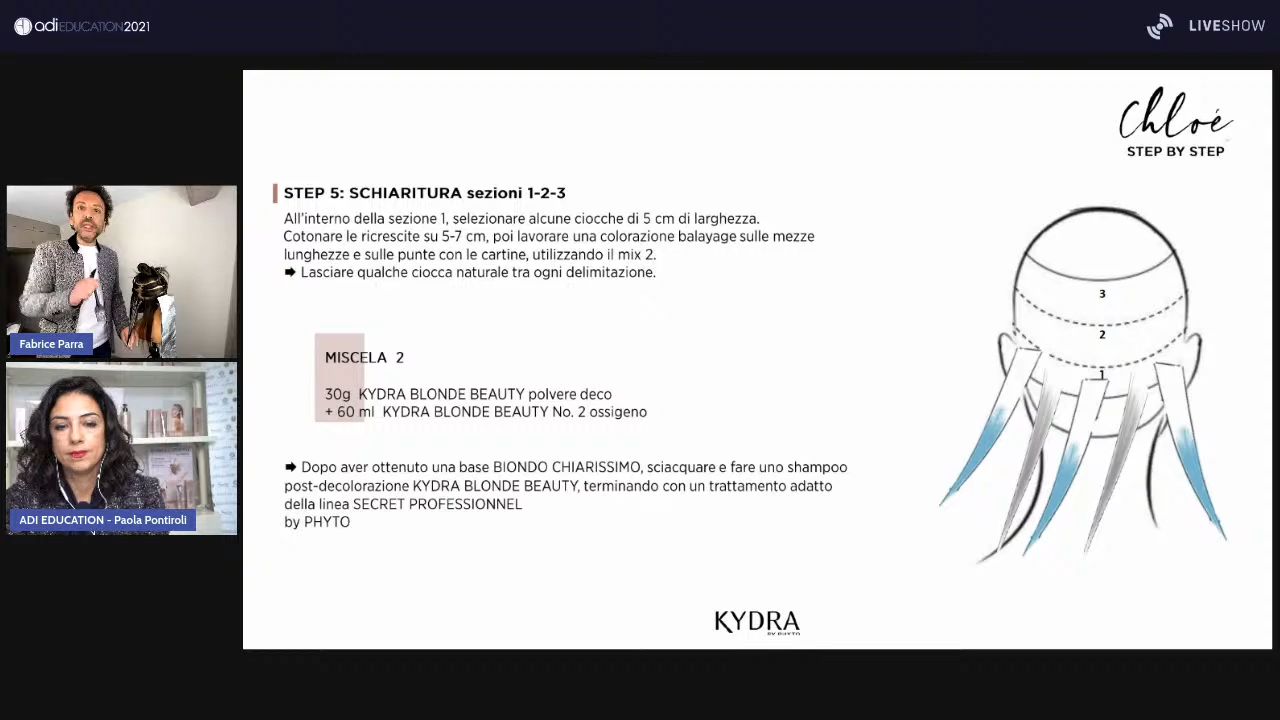 adi EDUCATION 2021
LIVESHOW
Chloé
STEP BY STEP
STEP 5: SCHIARITURA sezioni 1-2-3
All'interno della sezione 1, selezionare alcune ciocche di 5 cm di larghezza.
Cotonare le ricrescite su 5-7 cm, poi lavorare una colorazione balayage sulle mezze
lunghezze e sulle punte con le cartine, utilizzando il mix 2.
➡ Lasciare qualche ciocca naturale tra ogni delimitazione.
MISCELA 2
30g KYDRA BLONDE BEAUTY polvere deco
+ 60 ml KYDRA BLONDE BEAUTY No. 2 ossigeno
➡ Dopo aver ottenuto una base BIONDO CHIARISSIMO, sciacquare e fare uno shampoo
post-decolorazione KYDRA BLONDE BEAUTY, terminando con un trattamento adatto
della linea SECRET PROFESSIONNEL
by PHYTO
3
2
1
KYDRA
BY PHYTO
Fabrice Parra
ADI EDUCATION - Paola Pontiroli